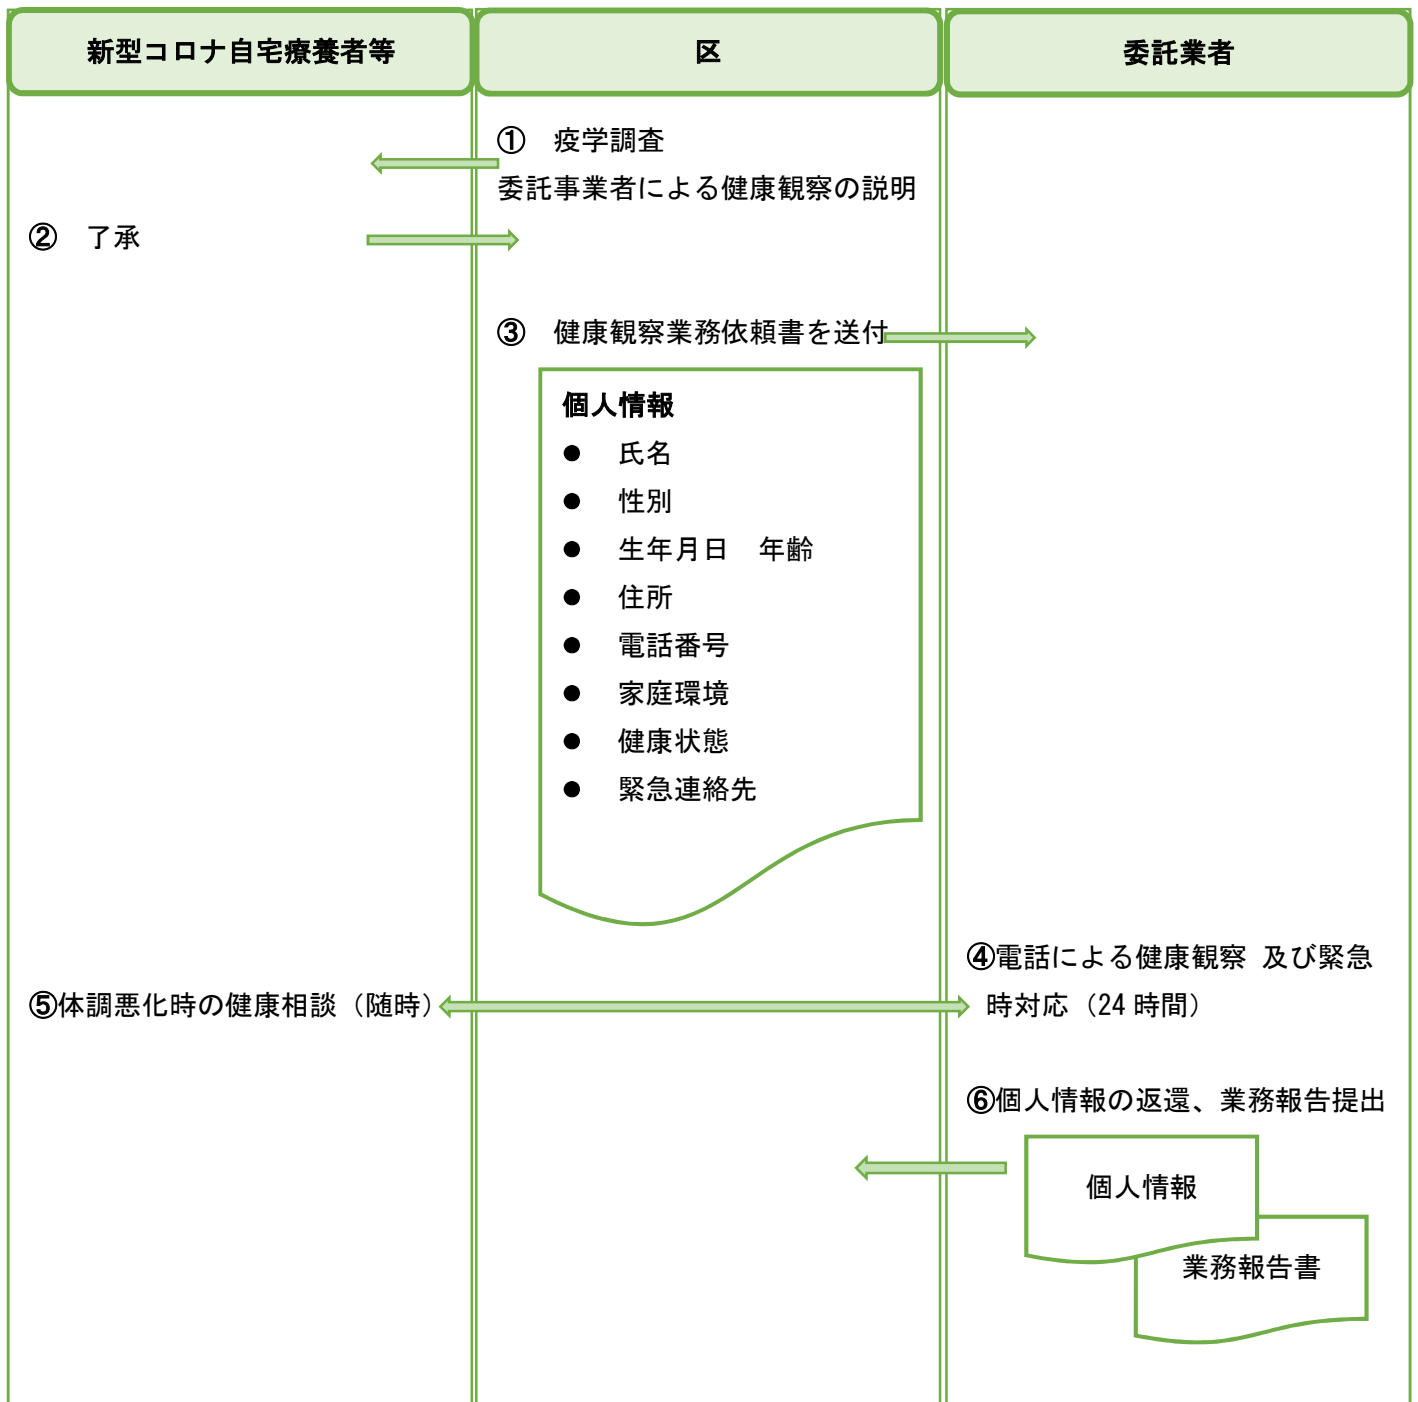 新型コロナ自宅療養者等
区
委託業者
① 疫学調査
委託事業者による健康観察の説明
② 了承
③ 健康観察業務依頼書を送付
個人情報
● 氏名
● 性別
● 生年月日 年齢
● 住所
● 電話番号
● 家庭環境
● 健康状態
● 緊急連絡先
④電話による健康観察 及び緊急
時対応（24 時間）
⑤体調悪化時の健康相談（随時）
⑥個人情報の返還、業務報告提出
個人情報
業務報告書